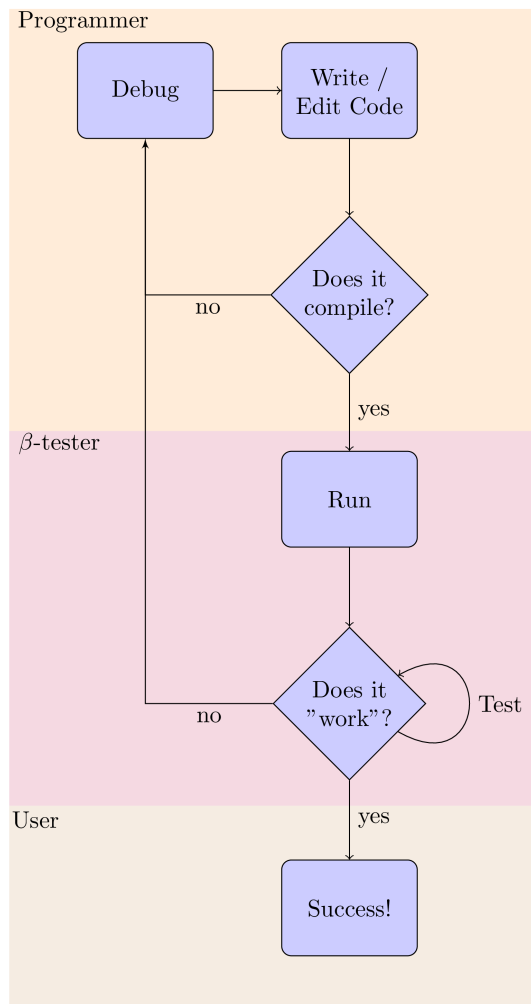 Programmer
Debug
Write /
Edit Code
Does it
compile?
no
yes
β-tester
Run
Does it
"work"?
Test
no
yes
User
Success!